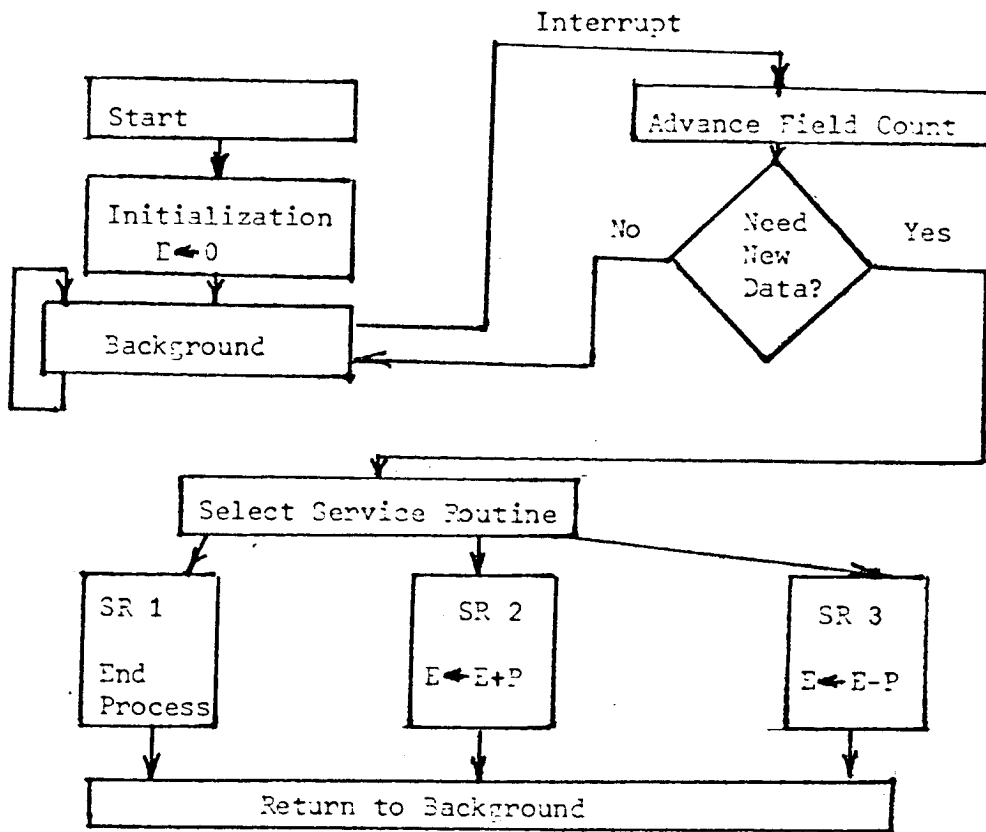 Interrupt
Start
Advance Field Count
Initialization
E←0
No
Need
New
Data?
Yes
Background
Select Service Routine
SR 1
End
Process
SR 2
E←E+P
SR 3
E←E-P
Return to Background